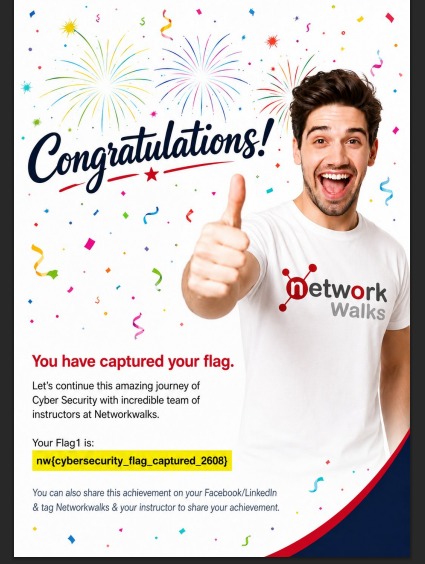 Congratulations!
network
Walks
You have captured your flag.
Let's continue this amazing journey of
Cyber Security with incredible team of
instructors at Networkwalks.
Your Flag1 is:
nw{cybersecurity_flag_captured_2608}
You can also share this achievement on your Facebook/LinkedIn
& tag Networkwalks & your instructor to share your achievement.